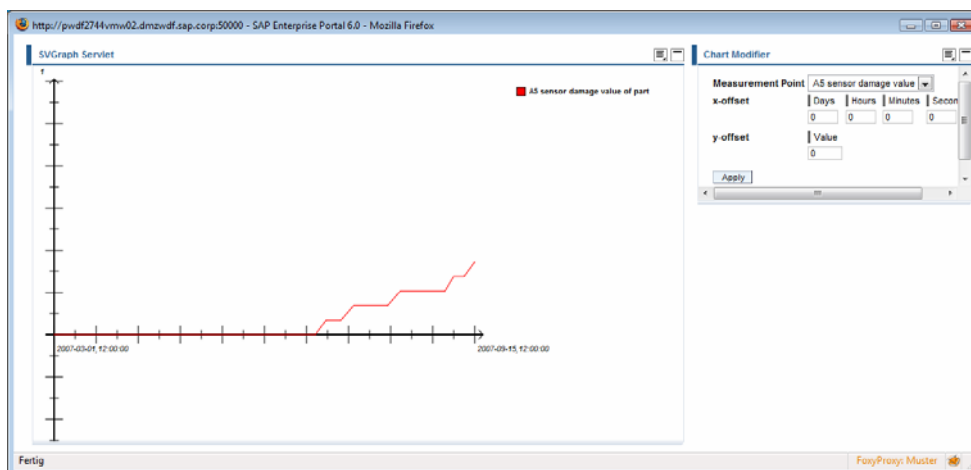 http://pwdf2744vmw02.dmzwdf.sap.corp:50000 - SAP Enterprise Portal 6.0 - Mozilla Firefox
SVGraph Servlet
f
A5 sensor damage value of part
2007-03-01, 12:00:00
2007-09-15, 12:00:00
Chart Modifier
Measurement Point
A5 sensor damage value
x-offset
Days Hours Minutes Secon
0 0 0 0
y-offset
Value
0
Apply
Fertig
FoxyProxy: Muster